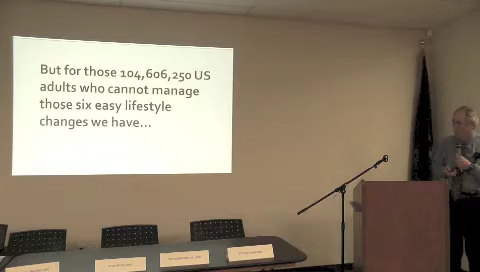 But for those 104,606,250 US
adults who cannot manage
those six easy lifestyle
changes we have...